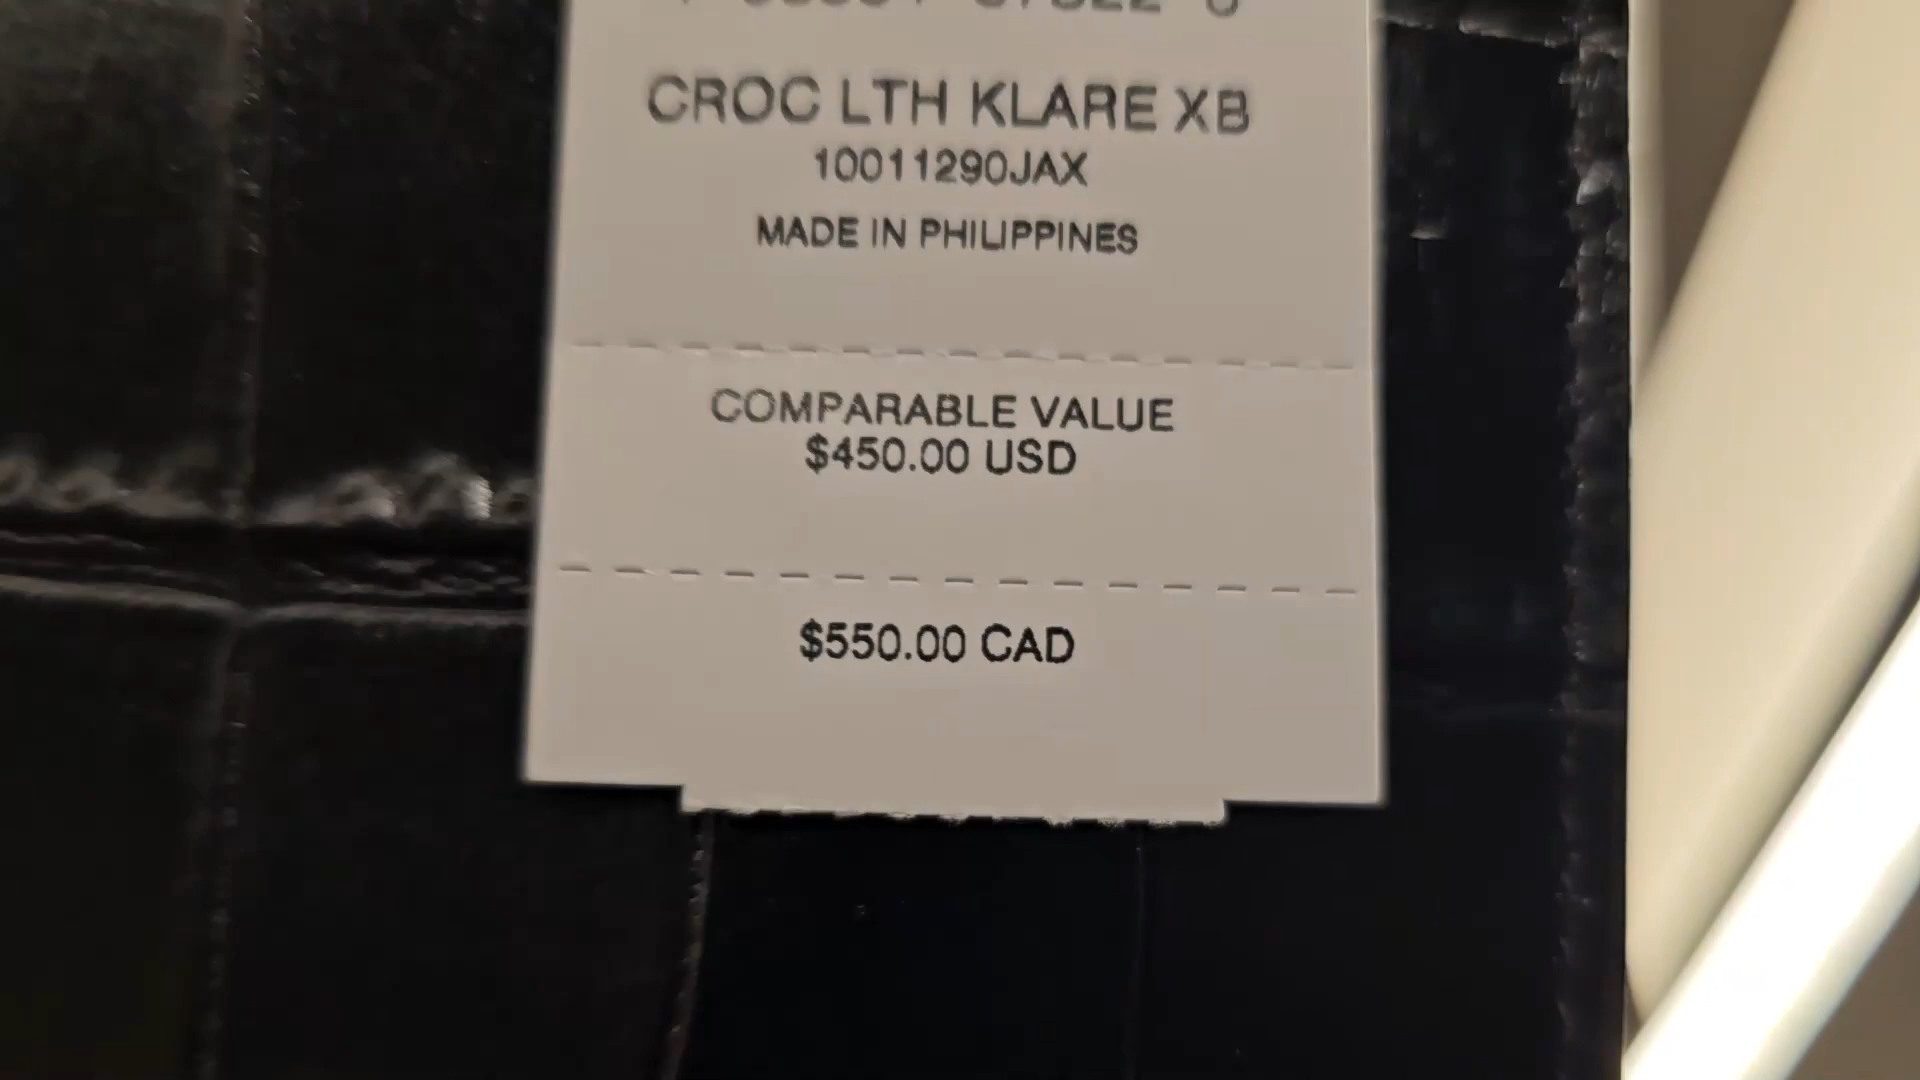 CROC LTH KLARE XB
10011290JAX
MADE IN PHILIPPINES
COMPARABLE VALUE
$450.00 USD
$550.00 CAD